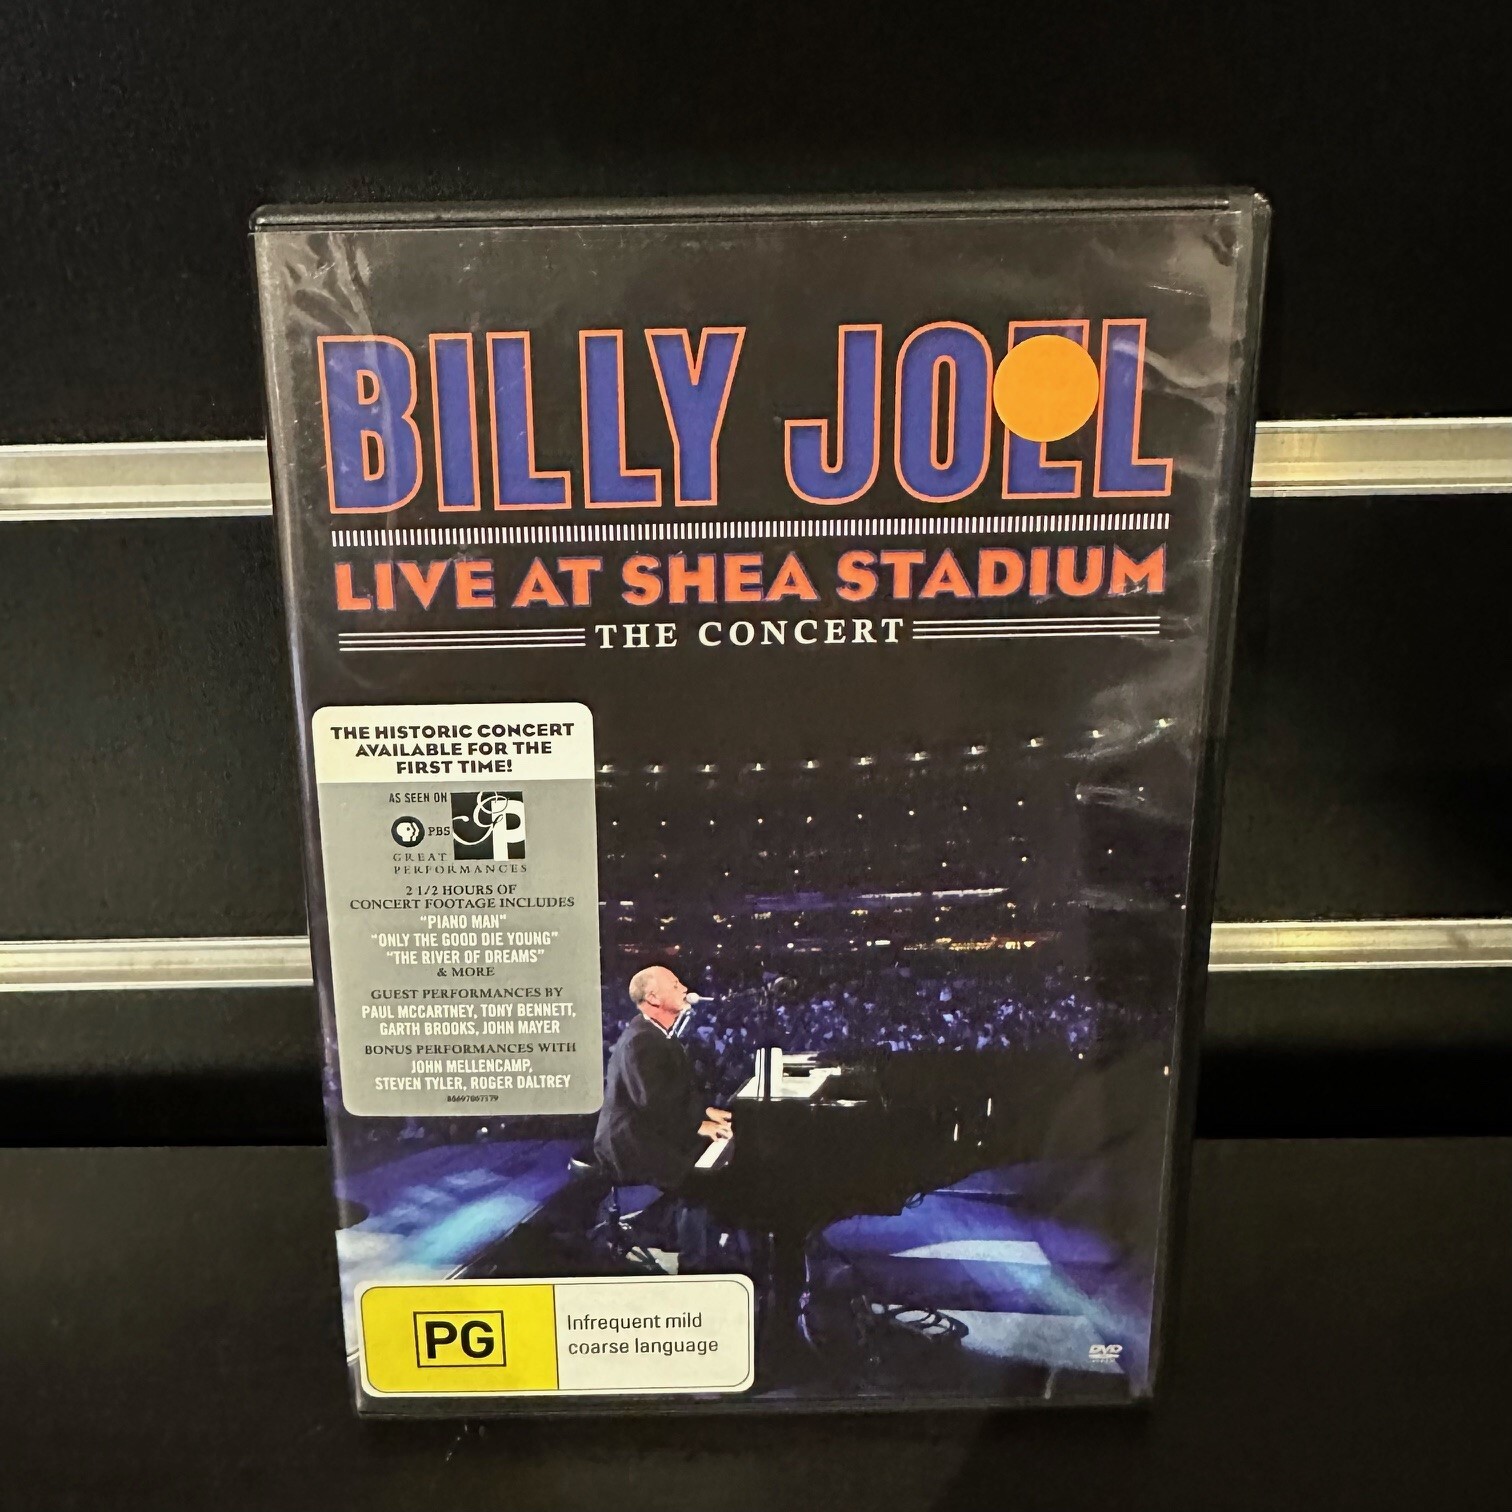 BILLY JOEL
LIVE AT SHEA STADIUM
THE CONCERT
THE HISTORIC CONCERT
AVAILABLE FOR THE
FIRST TIME!
AS SEEN ON
PBS
GP
GREAT
PERFORMANCES
2 1/2 HOURS OF
CONCERT FOOTAGE INCLUDES
"PIANO MAN"
"ONLY THE GOOD DIE YOUNG"
"THE RIVER OF DREAMS"
& MORE
GUEST PERFORMANCES BY
PAUL MCCARTNEY, TONY BENNETT,
GARTH BROOKS, JOHN MAYER
BONUS PERFORMANCES WITH
JOHN MELLENCAMP,
STEVEN TYLER, ROGER DALTREY
PG
Infrequent mild
coarse language
DVD